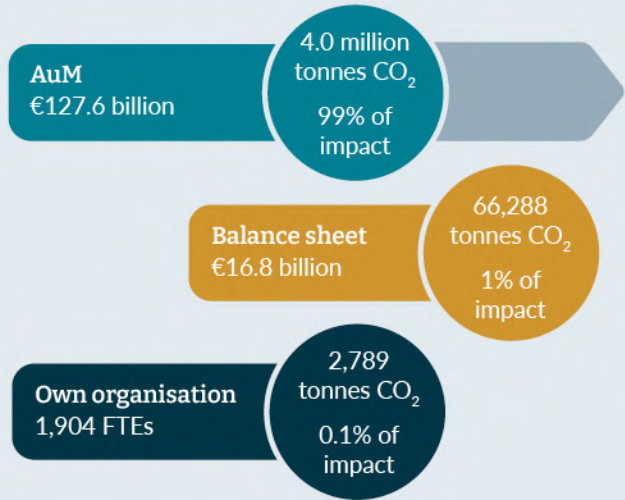 AuM
€127.6 billion
4.0 million
tonnes CO₂
99% of
impact
Balance sheet
€16.8 billion
66,288
tonnes CO₂
1% of
impact
Own organisation
1,904 FTEs
2,789
tonnes CO₂
0.1% of
impact